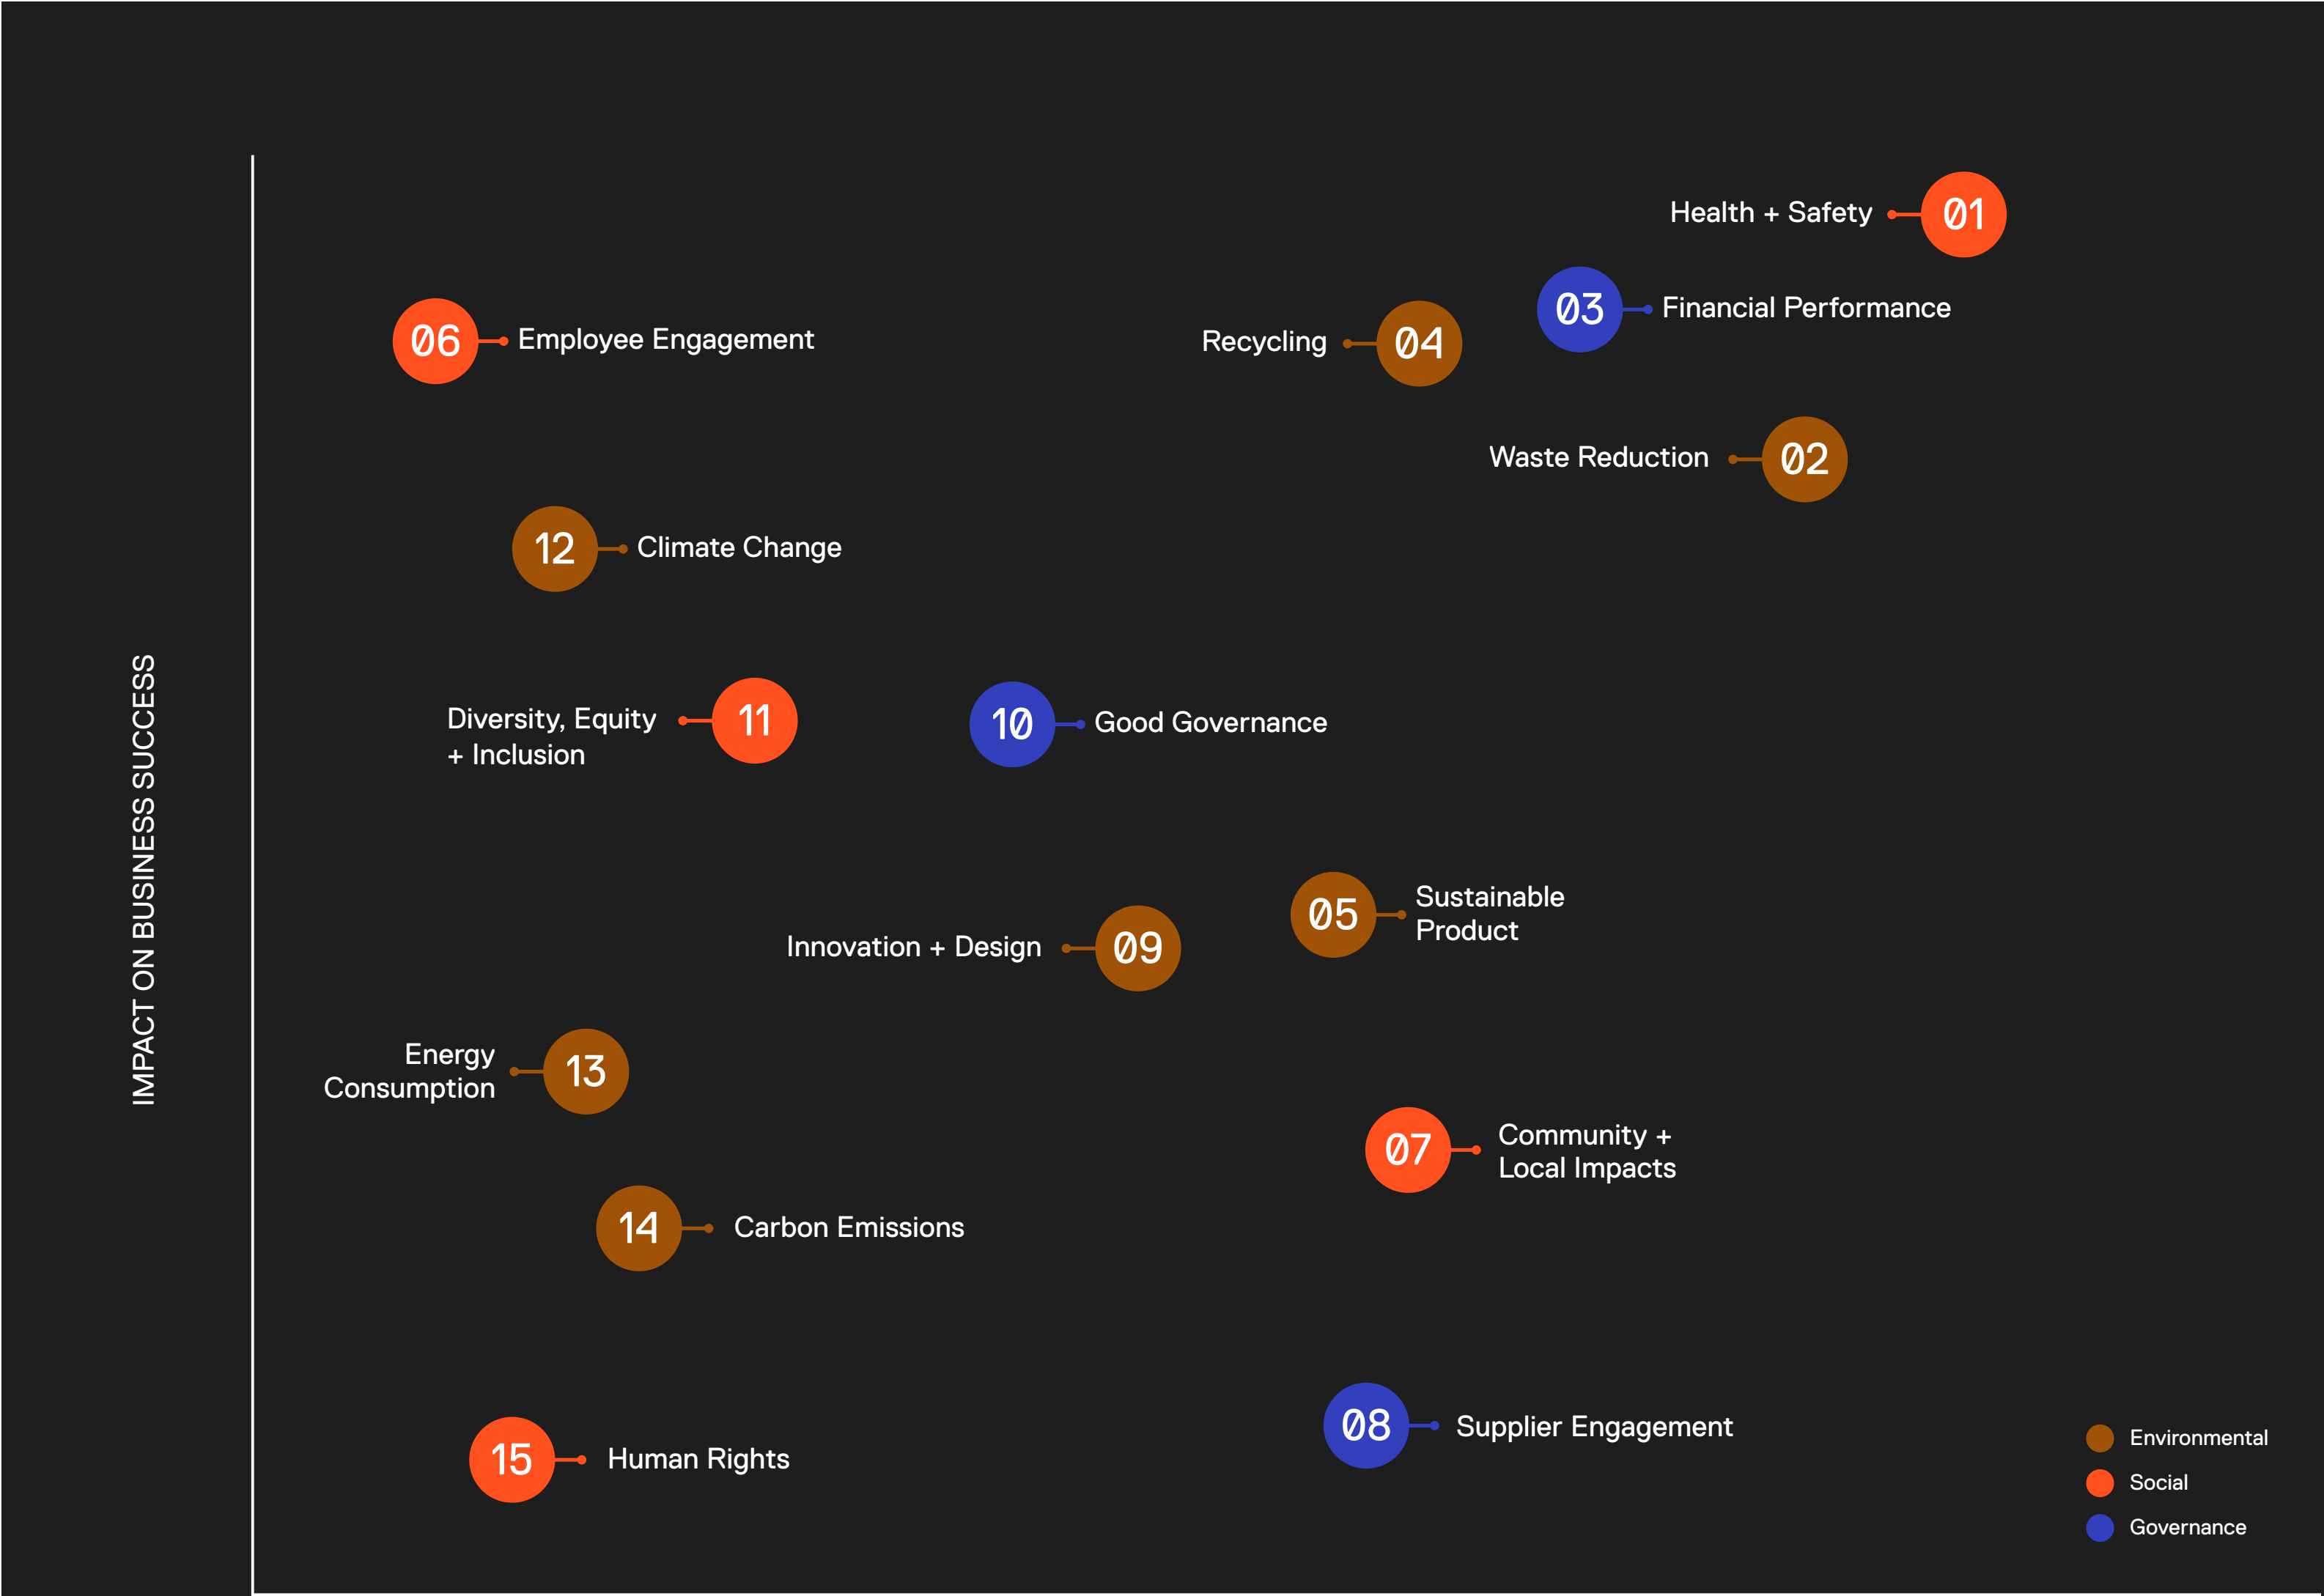 Health + Safety
01
03
Financial Performance
06
Employee Engagement
Recycling
04
Waste Reduction
02
12
Climate Change
IMPACT ON BUSINESS SUCCESS
Diversity, Equity
+ Inclusion
11
10
Good Governance
05
Sustainable
Product
Innovation + Design
09
Energy
Consumption
13
07
Community +
Local Impacts
14
Carbon Emissions
08
Supplier Engagement
15
Human Rights
Environmental
Social
Governance